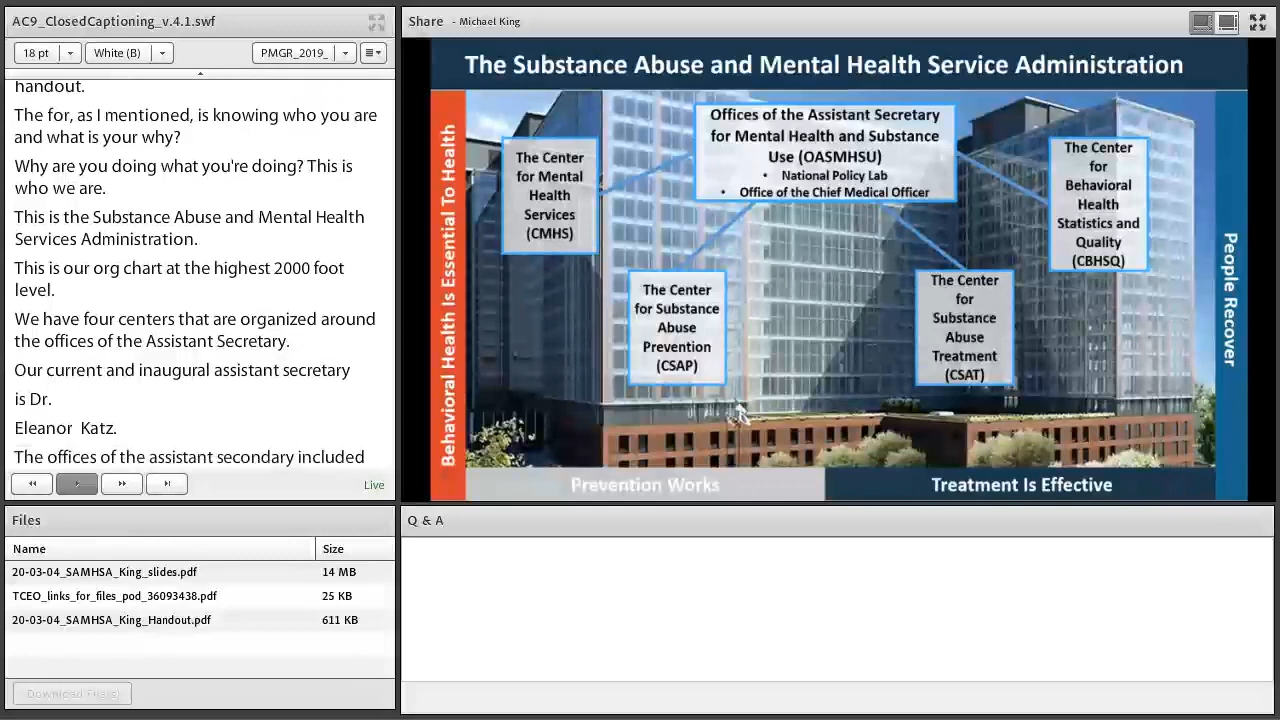 AC9_ClosedCaptioning_v.4.1.swf
18 pt
White (B)
PMGR_2019_
handout.
The for, as I mentioned, is knowing who you are
and what is your why?
Why are you doing what you're doing? This is
who we are.
This is the Substance Abuse and Mental Health
Services Administration.
This is our org chart at the highest 2000 foot
level.
We have four centers that are organized around
the offices of the Assistant Secretary.
Our current and inaugural assistant secretary
is Dr.
Eleanor Katz.
The offices of the assistant secondary included
Live
Files
Name
Size
20-03-04_SAMHSA_King_slides.pdf
14 MB
TCEO_links_for_files_pod_36093438.pdf
25 KB
20-03-04_SAMHSA_King_Handout.pdf
611 KB
Download File(s)
Share - Michael King
The Substance Abuse and Mental Health Service Administration
Behavioral Health Is Essential To Health
The Center
for Mental
Health
Services
(CMHS)
Offices of the Assistant Secretary
for Mental Health and Substance
Use (OASMHSU)
• National Policy Lab
• Office of the Chief Medical Officer
The Center
for
Behavioral
Health
Statistics and
Quality
(CBHSQ)
The Center
for Substance
Abuse
Prevention
(CSAP)
The Center
for
Substance
Abuse
Treatment
(CSAT)
People Recover
Prevention Works
Treatment Is Effective
Q & A